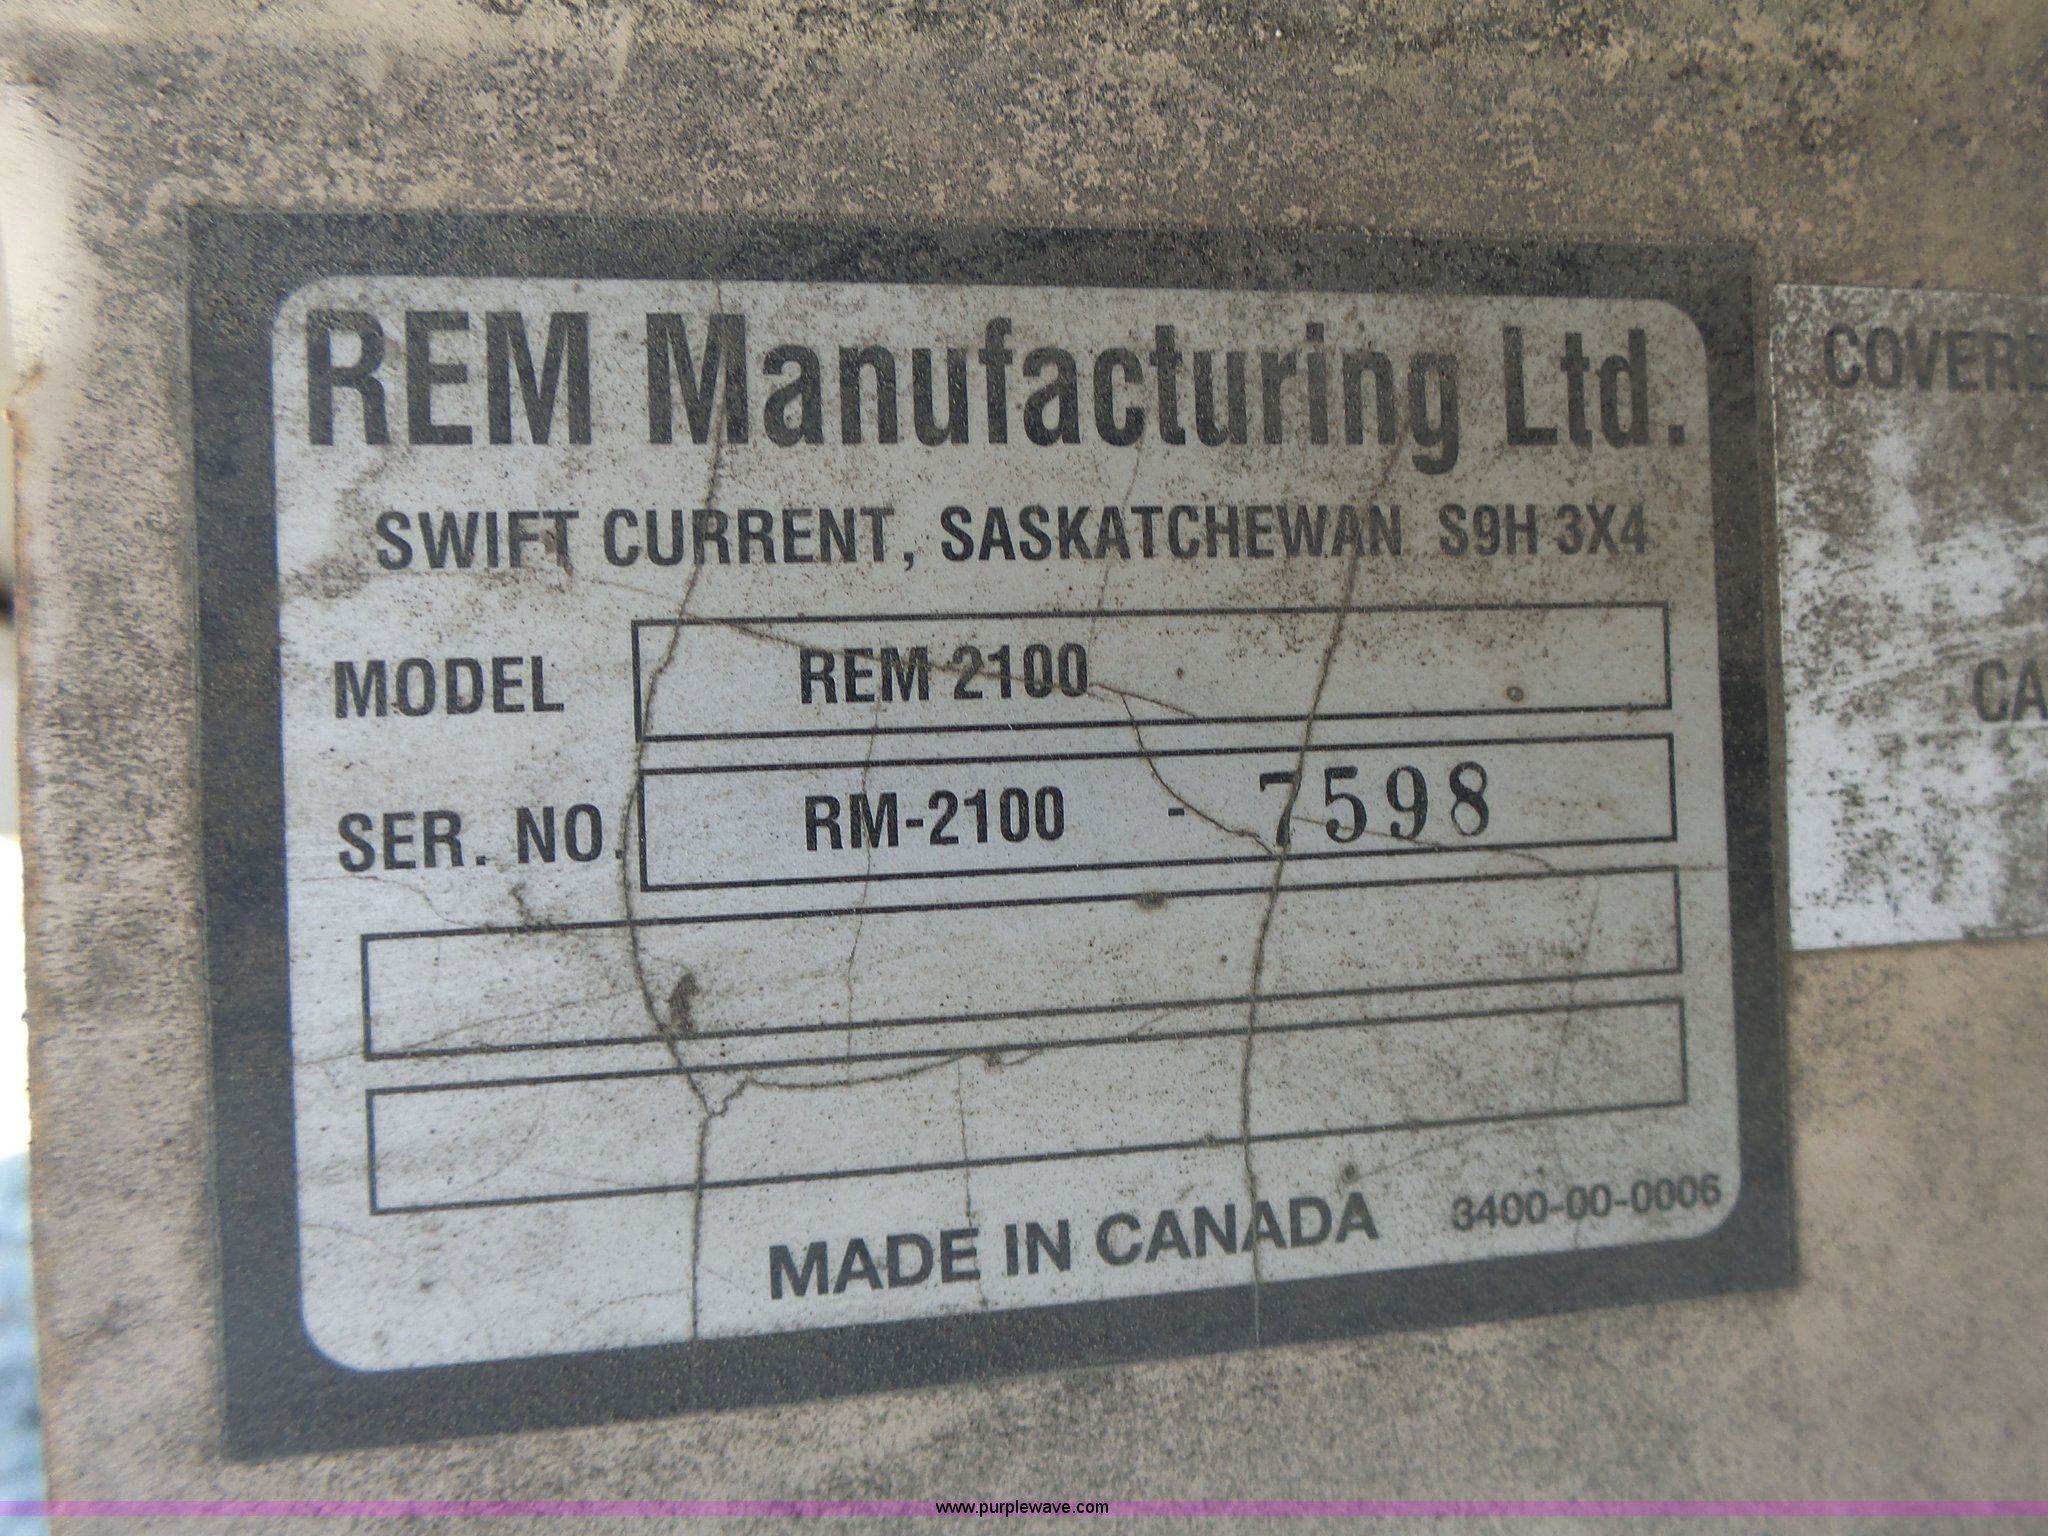 REM Manufacturing Ltd.
SWIFT CURRENT, SASKATCHEWAN S9H 3X4
MODEL REM 2100
SER. NO. RM-2100 - 7598
MADE IN CANADA 3400-00-0006
COVERE
CA
www.purplewave.com